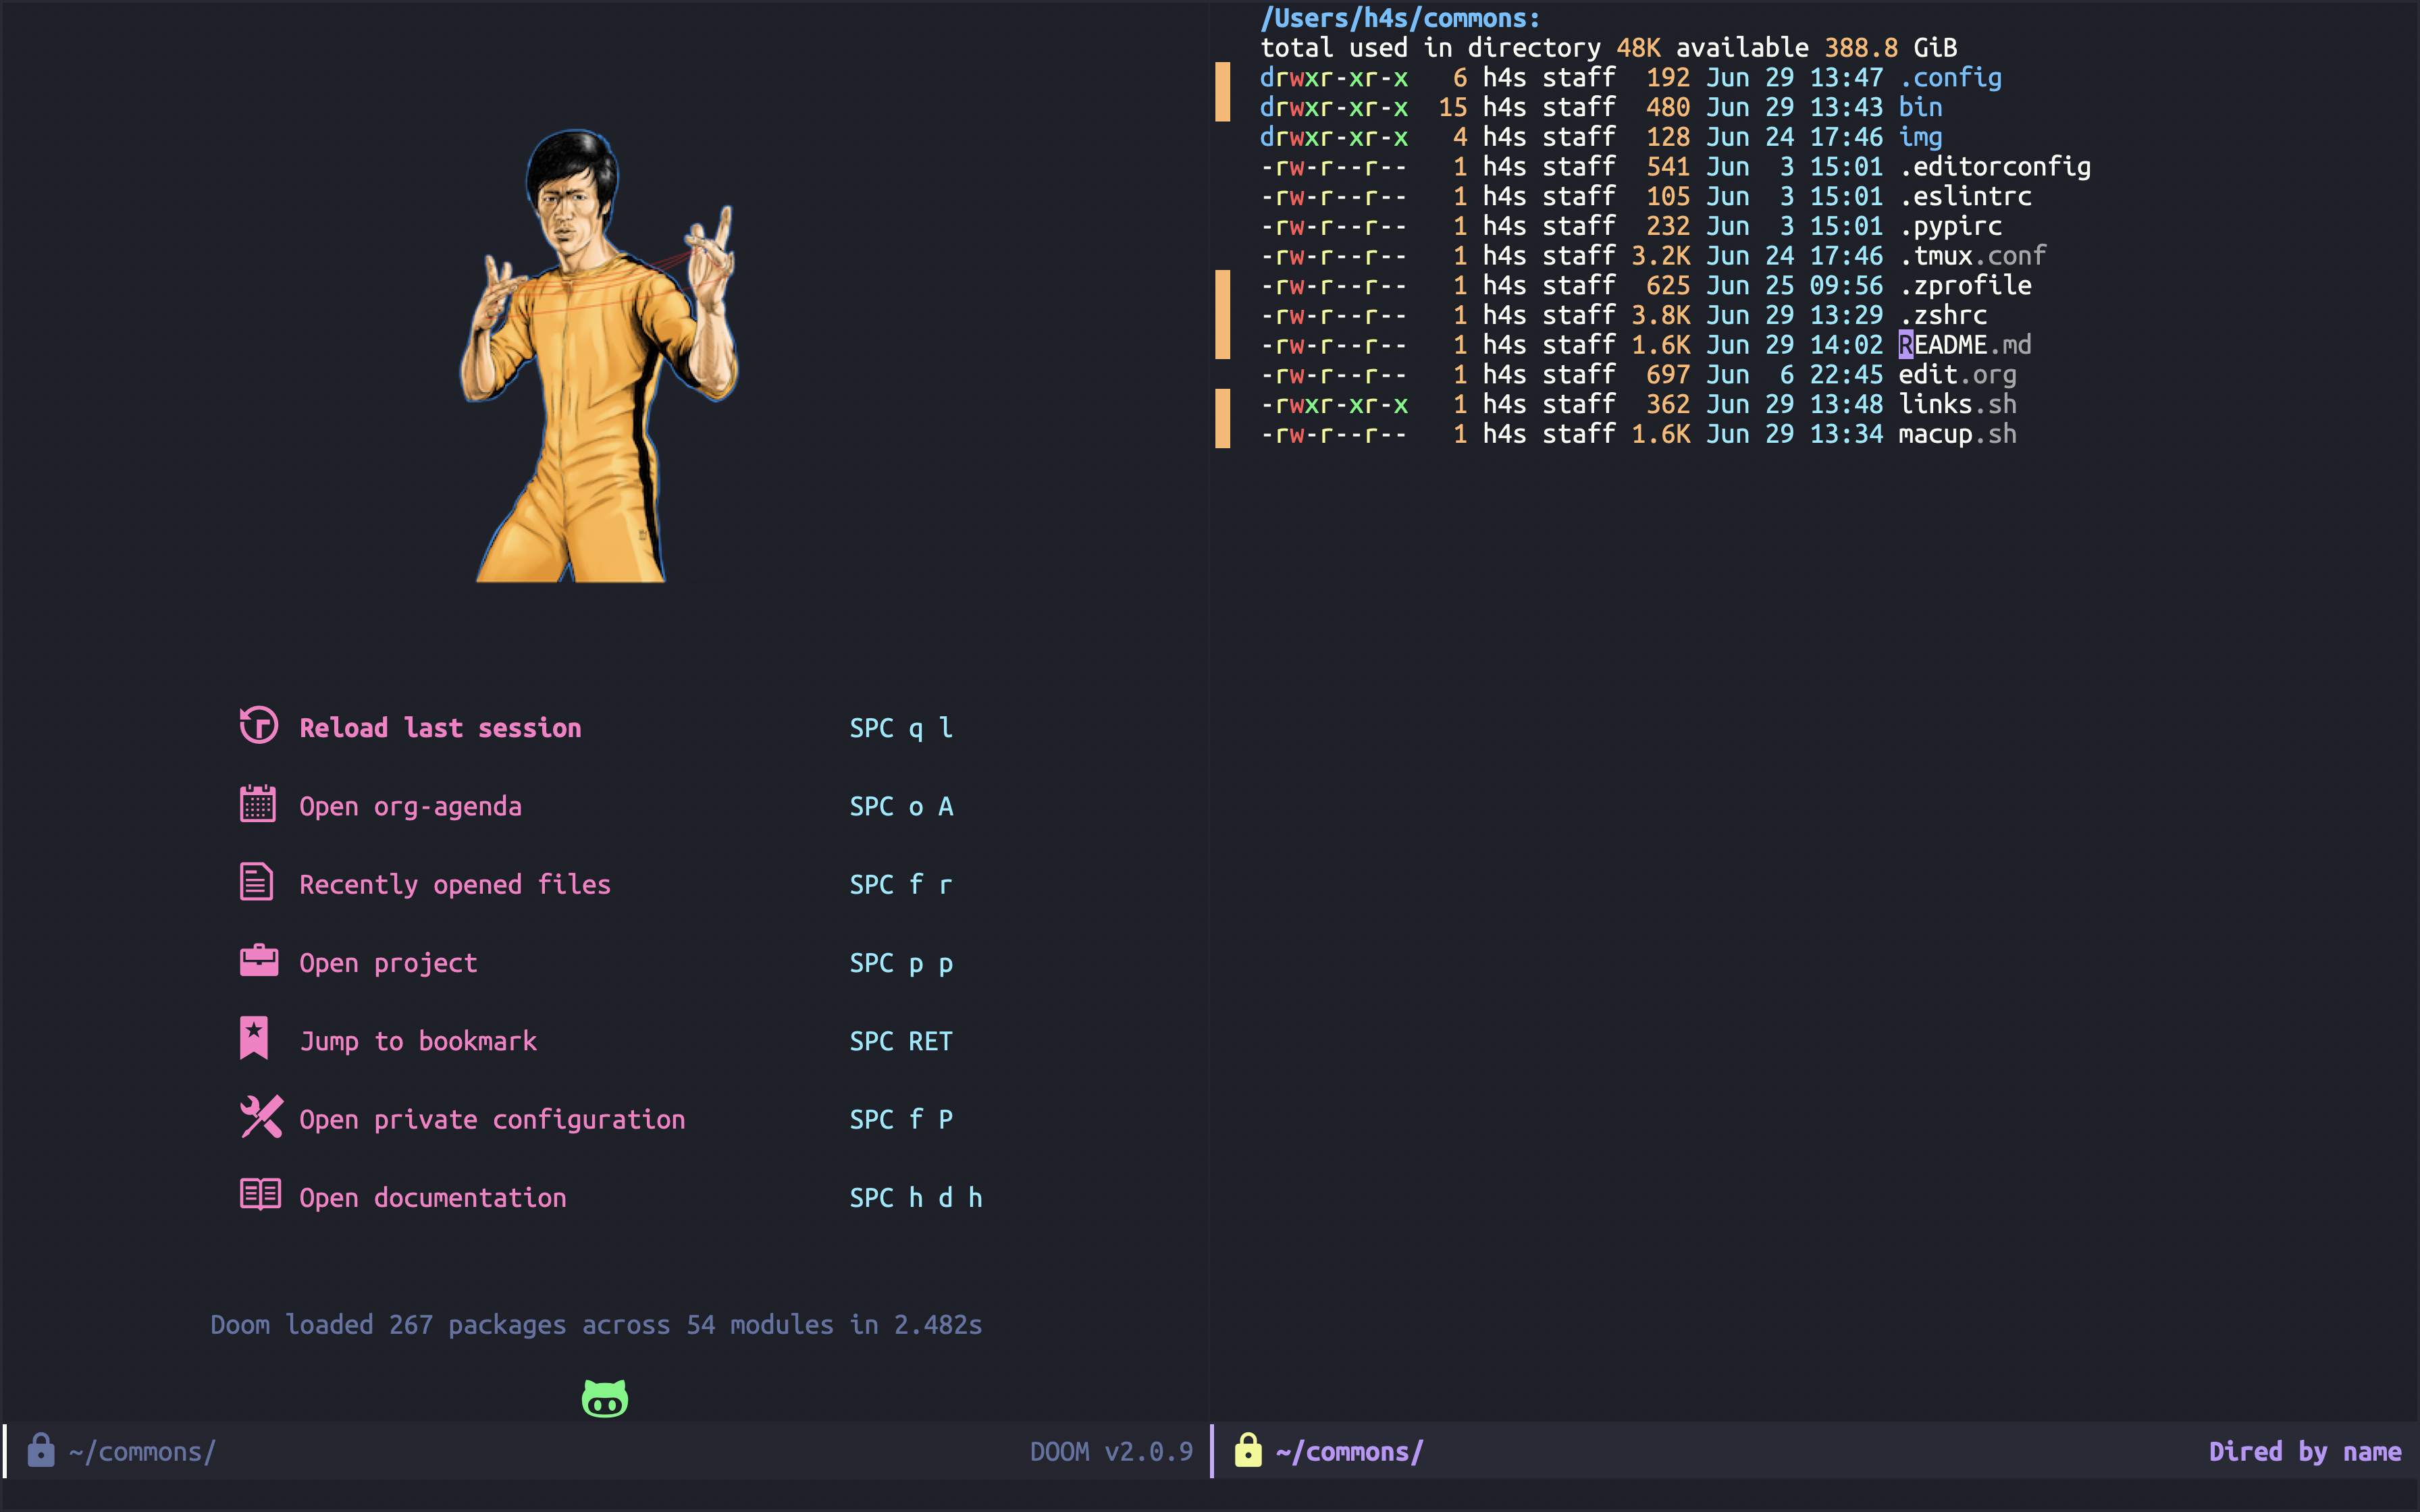 Reload last session SPC q l
Open org-agenda SPC o A
Recently opened files SPC f r
Open project SPC p p
Jump to bookmark SPC RET
Open private configuration SPC f P
Open documentation SPC h d h
Doom loaded 267 packages across 54 modules in 2.482s
~/commons/ DOOM v2.0.9
/Users/h4s/commons:
total used in directory 48K available 388.8 GiB
drwxr-xr-x 6 h4s staff 192 Jun 29 13:47 .config
drwxr-xr-x 15 h4s staff 480 Jun 29 13:43 bin
drwxr-xr-x 4 h4s staff 128 Jun 24 17:46 img
-rw-r--r-- 1 h4s staff 541 Jun 3 15:01 .editorconfig
-rw-r--r-- 1 h4s staff 105 Jun 3 15:01 .eslintrc
-rw-r--r-- 1 h4s staff 232 Jun 3 15:01 .pypirc
-rw-r--r-- 1 h4s staff 3.2K Jun 24 17:46 .tmux.conf
-rw-r--r-- 1 h4s staff 625 Jun 25 09:56 .zprofile
-rw-r--r-- 1 h4s staff 3.8K Jun 29 13:29 .zshrc
-rw-r--r-- 1 h4s staff 1.6K Jun 29 14:02 README.md
-rw-r--r-- 1 h4s staff 697 Jun 6 22:45 edit.org
-rwxr-xr-x 1 h4s staff 362 Jun 29 13:48 links.sh
-rw-r--r-- 1 h4s staff 1.6K Jun 29 13:34 macup.sh
~/commons/ Dired by name